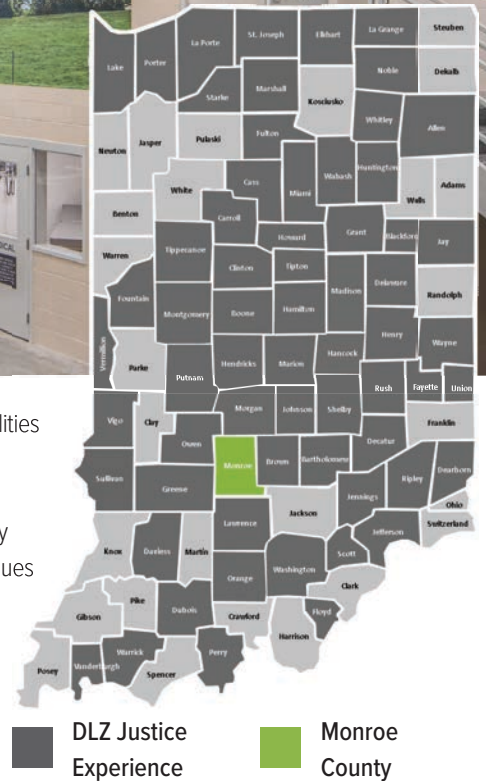 Steuben
La Grange
Elkhart
St. Joseph
La Porte
Porter
Lake
Noble
Dekalb
Starke
Marshall
Kosciusko
Whitley
Allen
Newton
Jasper
Pulaski
Fulton
White
Cass
Miami
Wabash
Huntington
Wells
Adams
Benton
Carroll
Howard
Grant
Blackford
Jay
Warren
Tippecanoe
Clinton
Tipton
Madison
Delaware
Randolph
Fountain
Montgomery
Boone
Hamilton
Henry
Wayne
Vermillion
Parke
Putnam
Hendricks
Marion
Hancock
Rush
Fayette
Union
Vigo
Clay
Owen
Morgan
Johnson
Shelby
Decatur
Franklin
lities
Monroe
Brown
Bartholomew
Sullivan
Greene
Jennings
Ripley
Dearborn
Ohio
Switzerland
y
ues
Knox
Daviess
Martin
Lawrence
Jackson
Washington
Scott
Jefferson
Clark
Gibson
Pike
Dubois
Orange
Crawford
Harrison
Floyd
Posey
Vanderburgh
Warrick
Spencer
Perry
DLZ Justice
Experience
Monroe
County